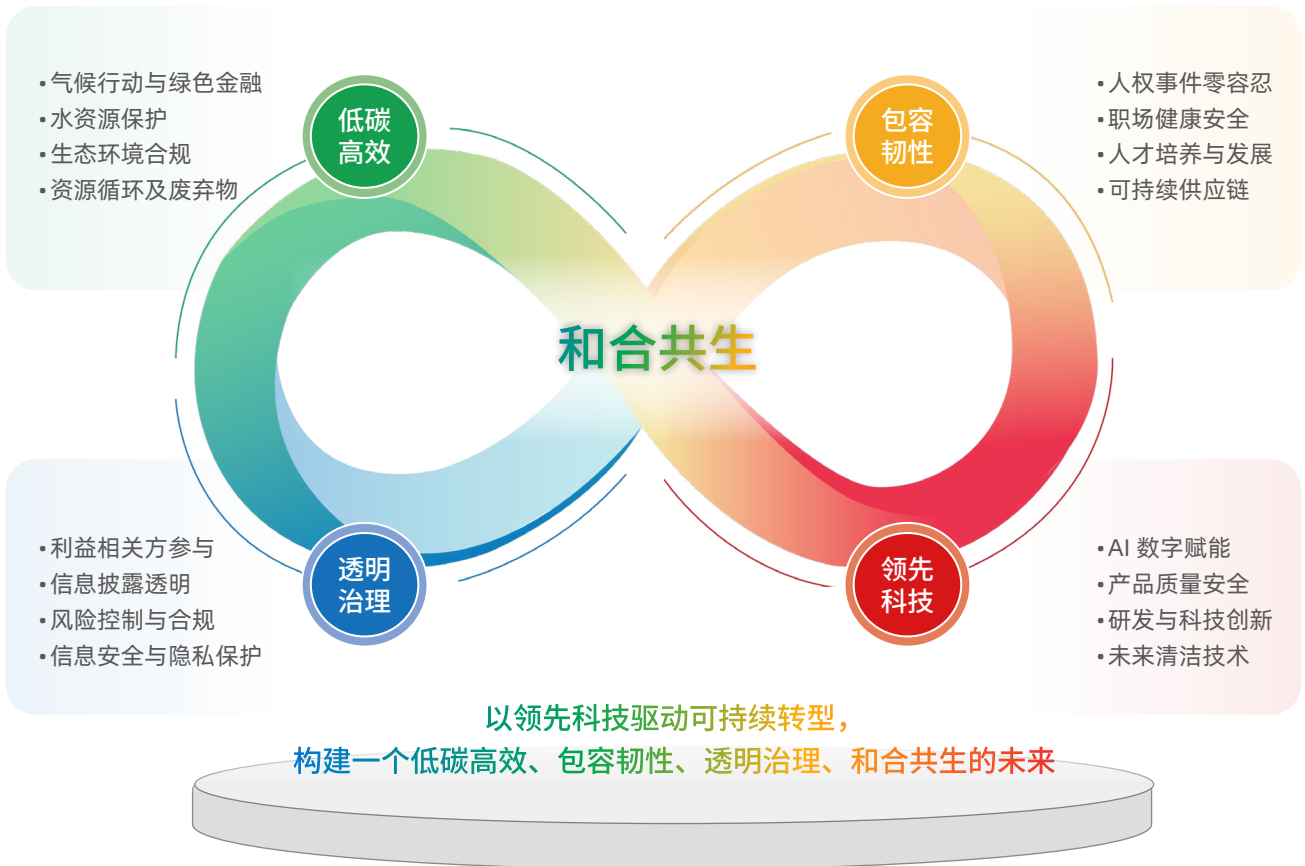 • 气候行动与绿色金融
• 水资源保护
• 生态环境合规
• 资源循环及废弃物
低碳
高效
包容
韧性
• 人权事件零容忍
• 职场健康安全
• 人才培养与发展
• 可持续供应链
和合共生
• 利益相关方参与
• 信息披露透明
• 风险控制与合规
• 信息安全与隐私保护
透明
治理
领先
科技
• AI 数字赋能
• 产品质量安全
• 研发与科技创新
• 未来清洁技术
以领先科技驱动可持续转型，
构建一个低碳高效、包容韧性、透明治理、和合共生的未来